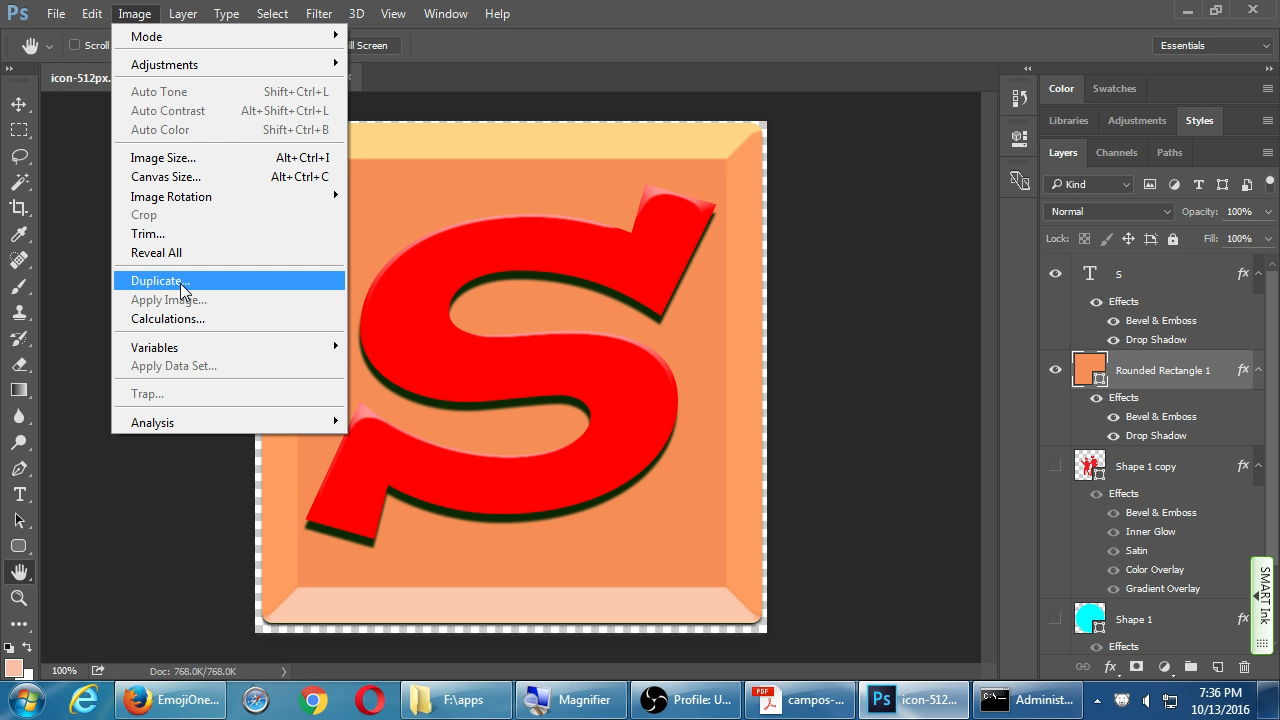 Ps File Edit Image Layer Type Select Filter 3D View Window Help
Scroll
ll Screen
Essentials
icon-512px.
Mode
Adjustments
Auto Tone Shift+Ctrl+L
Auto Contrast Alt+Shift+Ctrl+L
Auto Color Shift+Ctrl+B
Image Size... Alt+Ctrl+I
Canvas Size... Alt+Ctrl+C
Image Rotation
Crop
Trim...
Reveal All
Duplicate...
Apply Image...
Calculations...
Variables
Apply Data Set...
Trap...
Analysis
S
Color Swatches
Libraries Adjustments Styles
Layers Channels Paths
Kind
Normal Opacity: 100%
Lock: Fill: 100%
T S fx
Effects
Bevel & Emboss
Drop Shadow
Rounded Rectangle 1 fx
Effects
Bevel & Emboss
Drop Shadow
Shape 1 copy fx
Effects
Bevel & Emboss
Inner Glow
Satin
Color Overlay
Gradient Overlay
Shape 1 fx
Effects
SMART Ink
fx
100% Doc: 768.0K/768.0K
EmojiOne...
F:\apps
Magnifier
Profile: U...
PDF campos-...
Ps icon-512...
Administ...
7:36 PM
10/13/2016